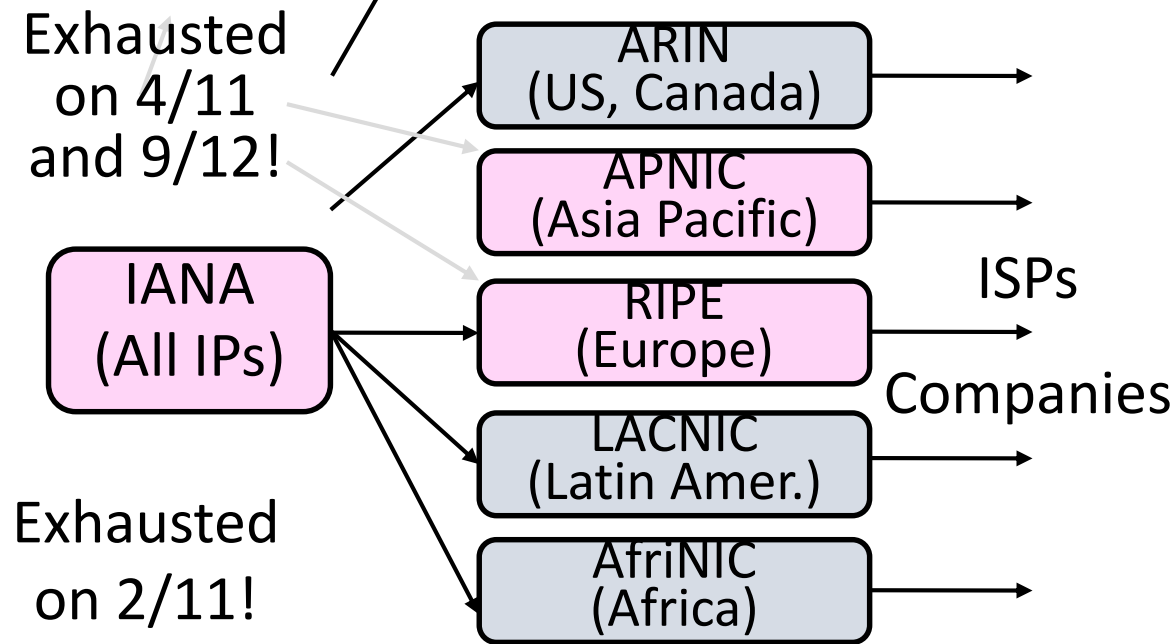 Exhausted
on 4/11
and 9/12!
IANA
(All IPs)
Exhausted
on 2/11!
ARIN
(US, Canada)
APNIC
(Asia Pacific)
RIPE
(Europe)
LACNIC
(Latin Amer.)
AfriNIC
(Africa)
ISPs
Companies